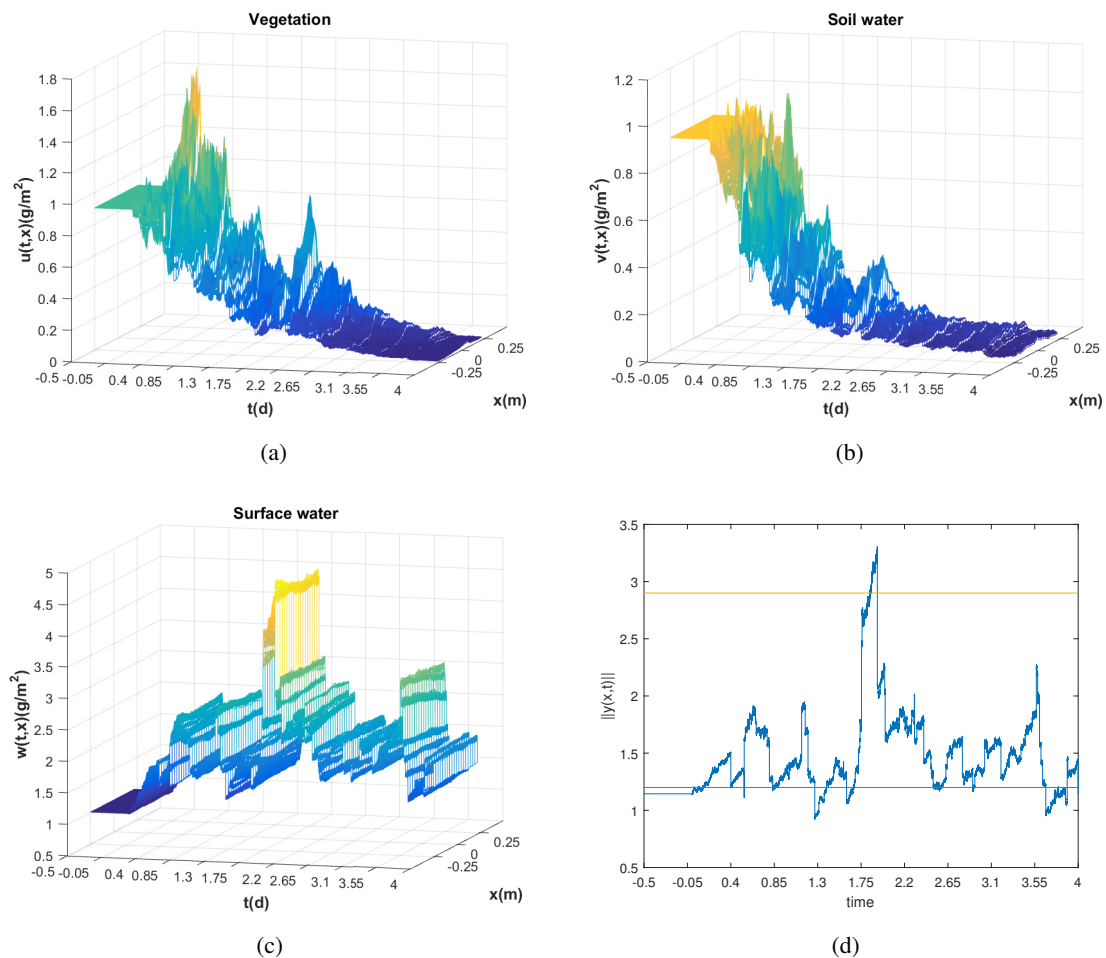 Vegetation
1.8
1.6
1.4
1.2
1
0.8
0.6
0.4
0.2
0
u(t,x)(g/m²)
-0.5 -0.05 0.4 0.85 1.3 1.75 2.2 2.65 3.1 3.55 4
t(d)
-0.25 0 0.25
x(m)
(a)
Soil water
1.2
1
0.8
0.6
0.4
0.2
0
v(t,x)(g/m²)
-0.5 -0.05 0.4 0.85 1.3 1.75 2.2 2.65 3.1 3.55 4
t(d)
-0.25 0 0.25
x(m)
(b)
Surface water
5
4.5
4
3.5
3
2.5
2
1.5
1
0.5
w(t,x)(g/m²)
-0.5 -0.05 0.4 0.85 1.3 1.75 2.2 2.65 3.1 3.55 4
t(d)
-0.25 0 0.25
x(m)
(c)
3.5
3
2.5
2
1.5
1
0.5
||y(x,t)||
-0.5 -0.05 0.4 0.85 1.3 1.75 2.2 2.65 3.1 3.55 4
time
(d)